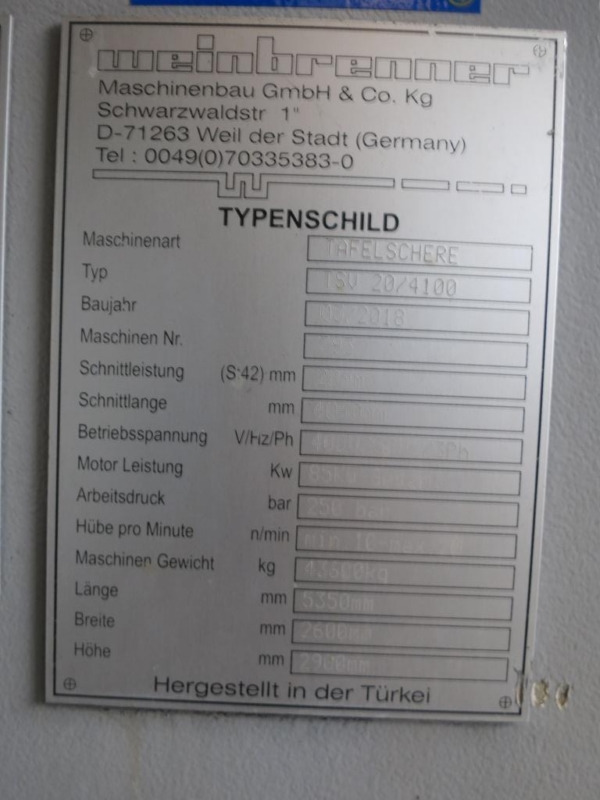 weinbrenner
Maschinenbau GmbH & Co. Kg
Schwarzwaldstr 1"
D-71263 Weil der Stadt (Germany)
Tel : 0049(0)70335383-0
TYPENSCHILD
Maschinenart TAFELSCHERE
Typ TSV 20/4100
Baujahr 03/2018
Maschinen Nr.
Schnittleistung (S:42) mm
Schnittlange mm
Betriebsspannung V/Hz/Ph
Motor Leistung Kw
Arbeitsdruck bar 250 bar
Hübe pro Minute n/min
Maschinen Gewicht kg 43600kg
Länge mm 5350mm
Breite mm 2600mm
Höhe mm
Hergestellt in der Türkei